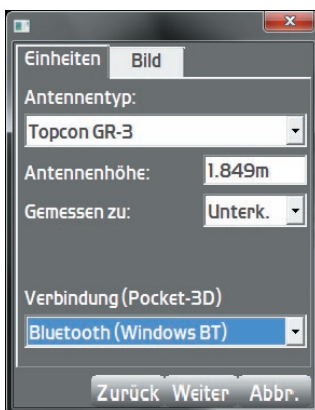 Einheiten Bild
Antennentyp:
Topcon GR-3
Antennenhöhe: 1.849m
Gemessen zu: Unterk.
Verbindung (Pocket-3D)
Bluetooth (Windows BT)
Zurück Weiter Abbr.